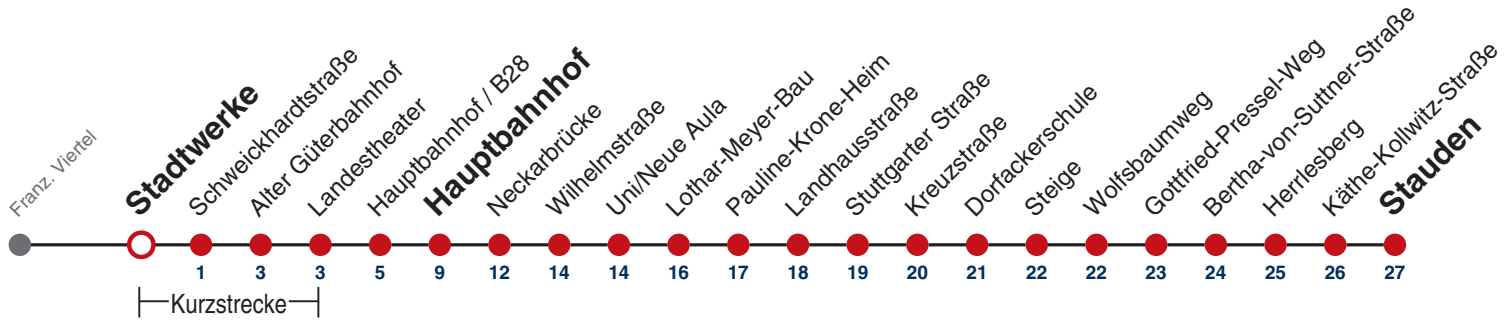 Franz. Viertel
Stadtwerke
Schweickhardtstraße
Alter Güterbahnhof
Landestheater
Hauptbahnhof / B28
Hauptbahnhof
Neckarbrücke
Wilhelmstraße
Uni/Neue Aula
Lothar-Meyer-Bau
Pauline-Krone-Heim
Landhausstraße
Stuttgarter Straße
Kreuzstraße
Dorfackerschule
Steige
Wolfsbaumweg
Gottfried-Pressel-Weg
Bertha-von-Suttner-Straße
Herrlesberg
Käthe-Kollwitz-Straße
Stauden
1 3 3 5 9 12 14 14 16 17 18 19 20 21 22 22 23 24 25 26 27
Kurzstrecke